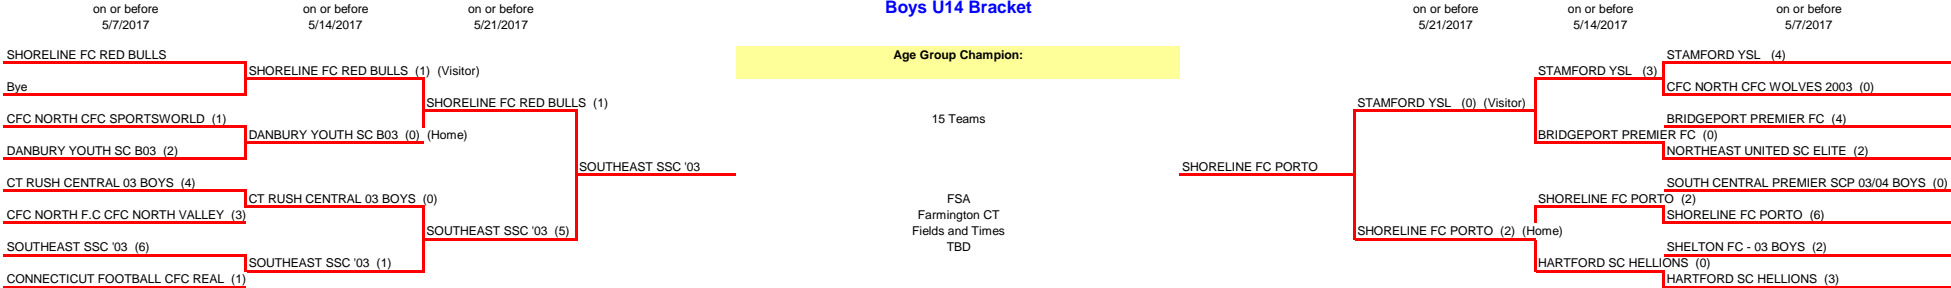 Boys U14 Bracket
on or before on or before on or before on or before on or before on or before
5/7/2017 5/14/2017 5/21/2017 5/21/2017 5/14/2017 5/7/2017
SHORELINE FC RED BULLS Age Group Champion: STAMFORD YSL (4)
SHORELINE FC RED BULLS (1) (Visitor) STAMFORD YSL (3)
Bye CFC NORTH CFC WOLVES 2003 (0)
SHORELINE FC RED BULLS (1) STAMFORD YSL (0) (Visitor)
CFC NORTH CFC SPORTSWORLD (1) 15 Teams BRIDGEPORT PREMIER FC (4)
DANBURY YOUTH SC B03 (0) (Home) BRIDGEPORT PREMIER FC (0)
DANBURY YOUTH SC B03 (2) NORTHEAST UNITED SC ELITE (2)
SOUTHEAST SSC '03 SHORELINE FC PORTO
CT RUSH CENTRAL 03 BOYS (4) SOUTH CENTRAL PREMIER SCP 03/04 BOYS (0)
CT RUSH CENTRAL 03 BOYS (0) FSA SHORELINE FC PORTO (2)
CFC NORTH F.C CFC NORTH VALLEY (3) Farmington CT SHORELINE FC PORTO (6)
SOUTHEAST SSC '03 (5) Fields and Times SHORELINE FC PORTO (2) (Home)
SOUTHEAST SSC '03 (6) TBD SHELTON FC - 03 BOYS (2)
SOUTHEAST SSC '03 (1) HARTFORD SC HELLIONS (0)
CONNECTICUT FOOTBALL CFC REAL (1) HARTFORD SC HELLIONS (3)